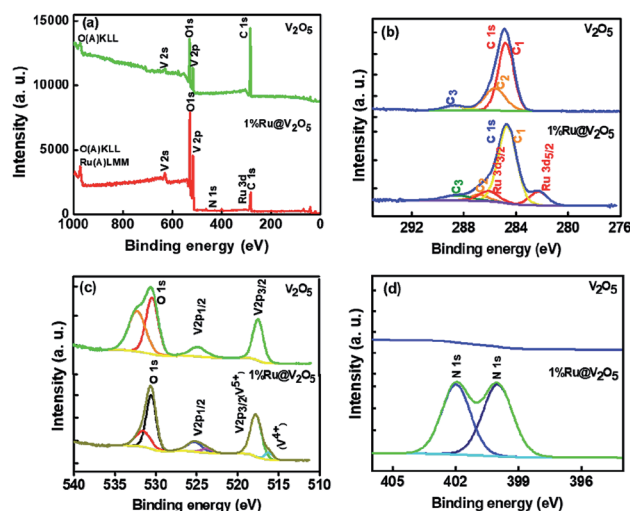 (a)
V₂O₅
O(A)KLL
V 2s
O1s
V 2p
C 1s
1%Ru@V₂O₅
O(A)KLL
Ru(A)LMM
V 2s
O1s
V 2p
N 1s
Ru 3d
C 1s
15000
10000
5000
0
1000 800 600 400 200 0
Intensity (a. u.)
Binding energy (eV)
(b)
V₂O₅
C 1s
C1
C2
C3
1%Ru@V₂O₅
C 1s
C1
C3
C2
Ru 3d3/2
Ru 3d5/2
292 288 284 280 276
Intensity (a. u.)
Binding energy (eV)
(c)
V₂O₅
O 1s
V2p1/2
V2p3/2
1%Ru@V₂O₅
O 1s
V2p1/2
V2p3/2(V⁵⁺)
(V⁴⁺)
540 535 530 525 520 515 510
Intensity (a. u.)
Binding energy (eV)
(d)
V₂O₅
1%Ru@V₂O₅
N 1s
N 1s
405 402 399 396
Intensity (a. u.)
Binding energy (eV)